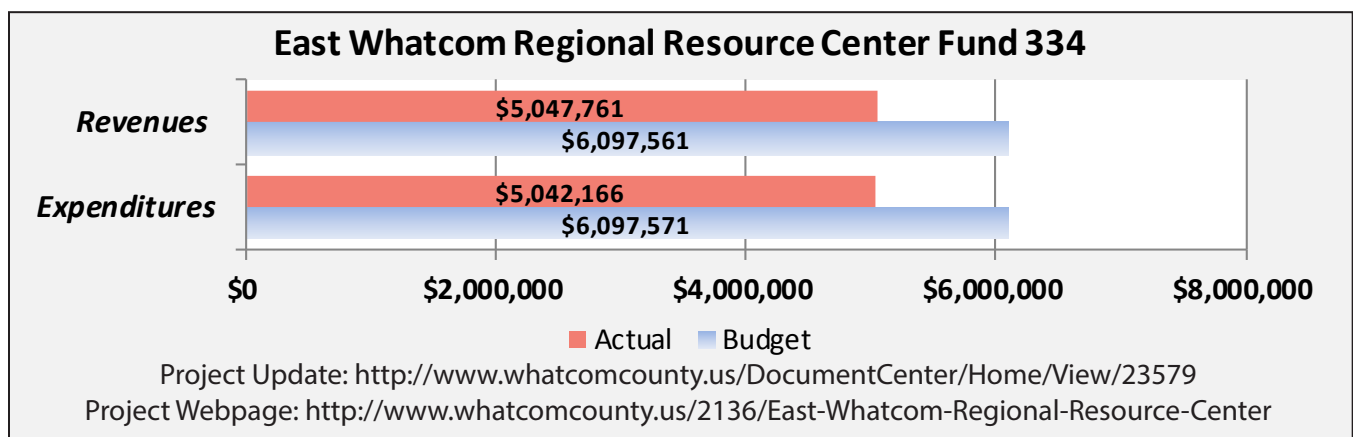 East Whatcom Regional Resource Center Fund 334
Revenues
$5,047,761
$6,097,561
Expenditures
$5,042,166
$6,097,571
$0 $2,000,000 $4,000,000 $6,000,000 $8,000,000
Actual Budget
Project Update: http://www.whatcomcounty.us/DocumentCenter/Home/View/23579
Project Webpage: http://www.whatcomcounty.us/2136/East-Whatcom-Regional-Resource-Center